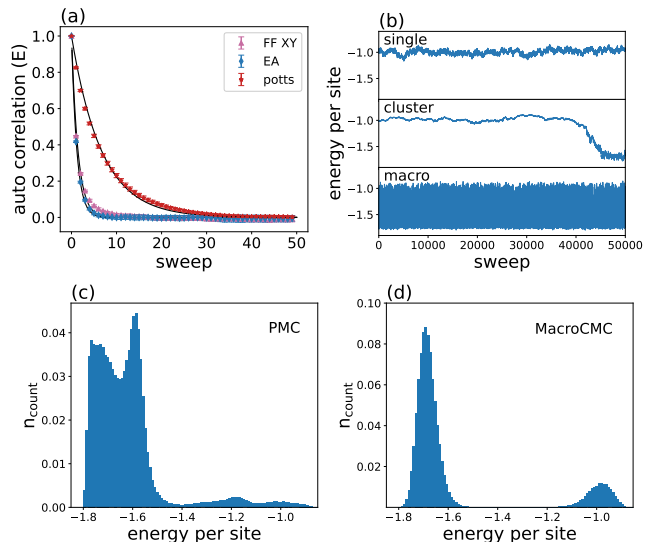 (a)
auto correlation (E)
1.0
0.8
0.6
0.4
0.2
0.0
FF XY
EA
potts
0 10 20 30 40 50
sweep
(b)
energy per site
single
−1.0
−1.5
cluster
−1.0
−1.5
macro
−1.0
−1.5
0 10000 20000 30000 40000 50000
sweep
(c)
n_count
PMC
0.04
0.03
0.02
0.01
0.00
−1.8 −1.6 −1.4 −1.2 −1.0
energy per site
(d)
n_count
MacroCMC
0.10
0.08
0.06
0.04
0.02
−1.8 −1.6 −1.4 −1.2 −1.0
energy per site